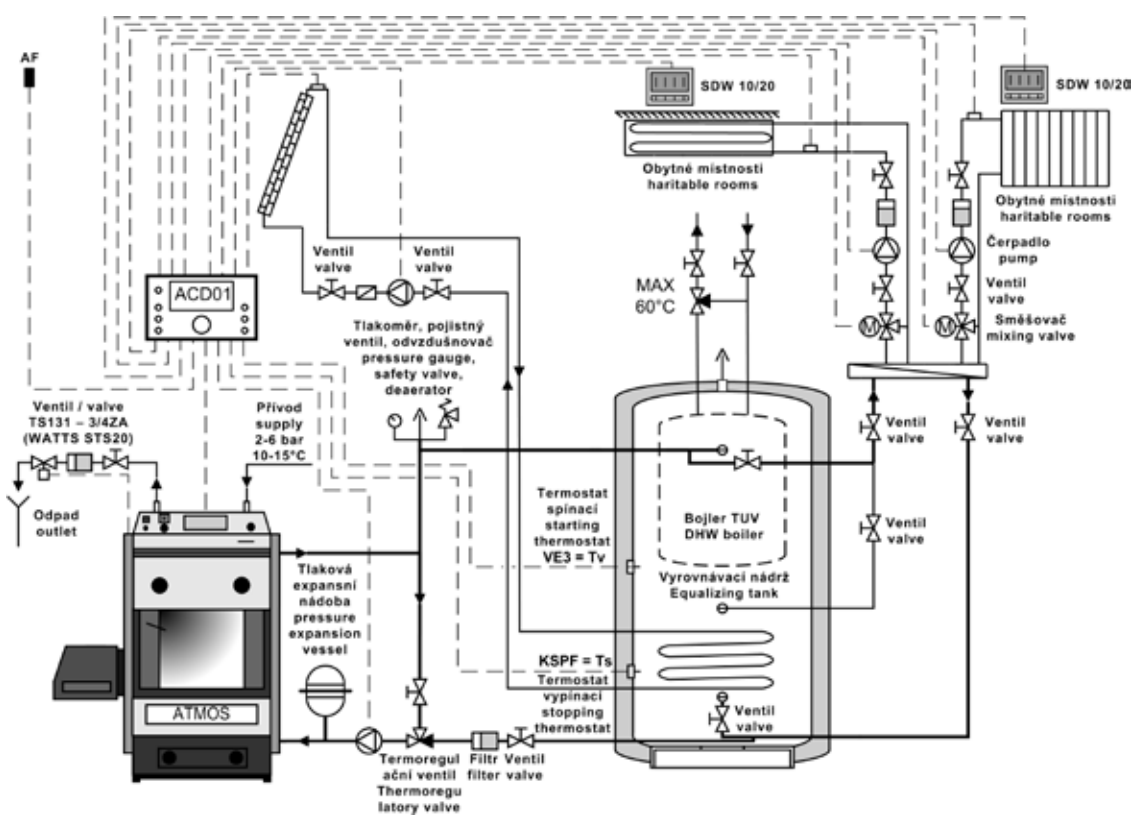 AF
SDW 10/20
SDW 10/20
Obytné místnosti
haritable rooms
Obytné místnosti
haritable rooms
Ventil
valve
Ventil
valve
Čerpadlo
pump
MAX
60°C
Ventil
valve
ACD01
Směšovač
mixing valve
Tlakoměr, pojistný
ventil, odvzdušnovač
pressure gauge,
safety valve,
deaerator
M
M
Ventil / valve
TS131 – 3/4ZA
(WATTS STS20)
Přívod
supply
2-6 bar
10-15°C
Ventil
valve
Ventil
valve
Odpad
outlet
Termostat
spínací
starting
thermostat
VE3 = Tv
Bojler TUV
DHW boiler
Ventil
valve
Tlaková
expansní
nádoba
pressure
expansion
vessel
Vyrovnávací nádrž
Equalizing tank
KSPF = Ts
Termostat
vypínací
stopping
thermostat
ATMOS
Ventil
valve
Termoregul
ační ventil
Thermoregu
latory valve
Filtr
filter
Ventil
valve